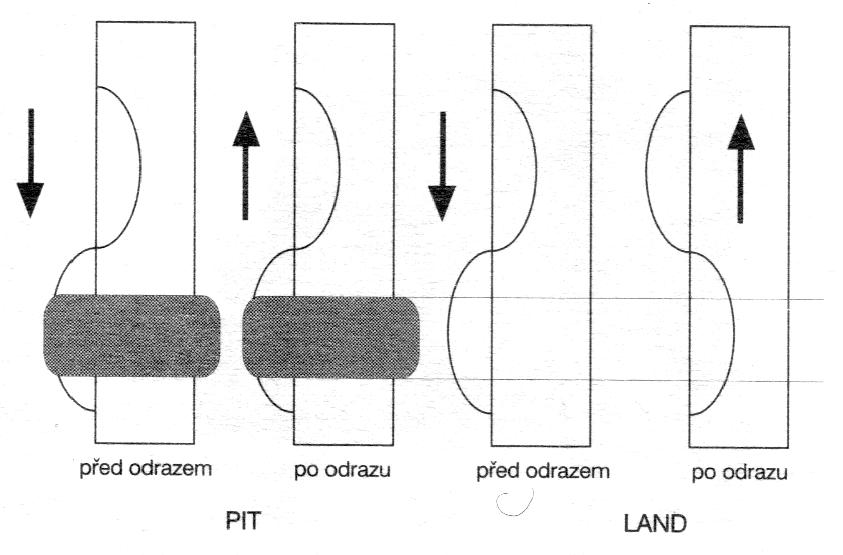 před odrazem
po odrazu
před odrazem
po odrazu
PIT
LAND